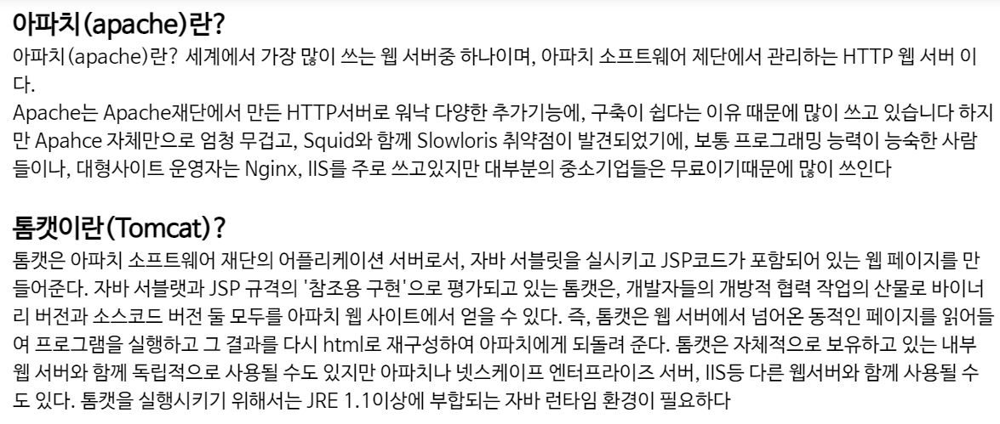 아파치(apache)란?
아파치(apache)란? 세계에서 가장 많이 쓰는 웹 서버중 하나이며, 아파치 소프트웨어 제단에서 관리하는 HTTP 웹 서버 이
다.
Apache는 Apache재단에서 만든 HTTP서버로 워낙 다양한 추가기능에, 구축이 쉽다는 이유 때문에 많이 쓰고 있습니다 하지
만 Apahce 자체만으로 엄청 무겁고, Squid와 함께 Slowloris 취약점이 발견되었기에, 보통 프로그래밍 능력이 능숙한 사람
들이나, 대형사이트 운영자는 Nginx, IIS를 주로 쓰고있지만 대부분의 중소기업들은 무료이기때문에 많이 쓰인다
톰캣이란(Tomcat)?
톰캣은 아파치 소프트웨어 재단의 어플리케이션 서버로서, 자바 서블릿을 실시키고 JSP코드가 포함되어 있는 웹 페이지를 만
들어준다. 자바 서블랫과 JSP 규격의 '참조용 구현'으로 평가되고 있는 톰캣은, 개발자들의 개방적 협력 작업의 산물로 바이너
리 버전과 소스코드 버전 둘 모두를 아파치 웹 사이트에서 얻을 수 있다. 즉, 톰캣은 웹 서버에서 넘어온 동적인 페이지를 읽어들
여 프로그램을 실행하고 그 결과를 다시 html로 재구성하여 아파치에게 되돌려 준다. 톰캣은 자체적으로 보유하고 있는 내부
웹 서버와 함께 독립적으로 사용될 수도 있지만 아파치나 넷스케이프 엔터프라이즈 서버, IIS등 다른 웹서버와 함께 사용될 수
도 있다. 톰캣을 실행시키기 위해서는 JRE 1.1이상에 부합되는 자바 런타임 환경이 필요하다